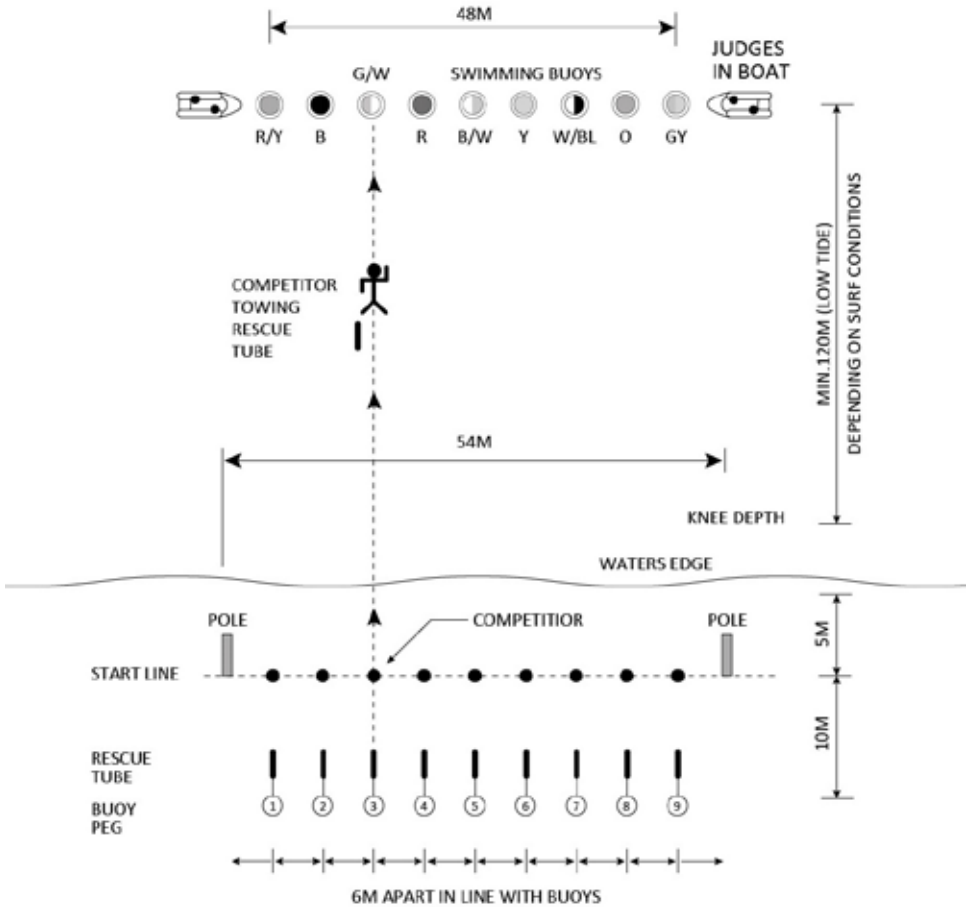 48M
JUDGES
IN BOAT
G/W
SWIMMING BUOYS
R/Y B R B/W Y W/BL O GY
COMPETITOR
TOWING
RESCUE
TUBE
MIN.120M (LOW TIDE)
DEPENDING ON SURF CONDITIONS
54M
KNEE DEPTH
WATERS EDGE
POLE
COMPETITIOR
POLE
5M
START LINE
10M
RESCUE
TUBE
BUOY
PEG
1 2 3 4 5 6 7 8 9
6M APART IN LINE WITH BUOYS